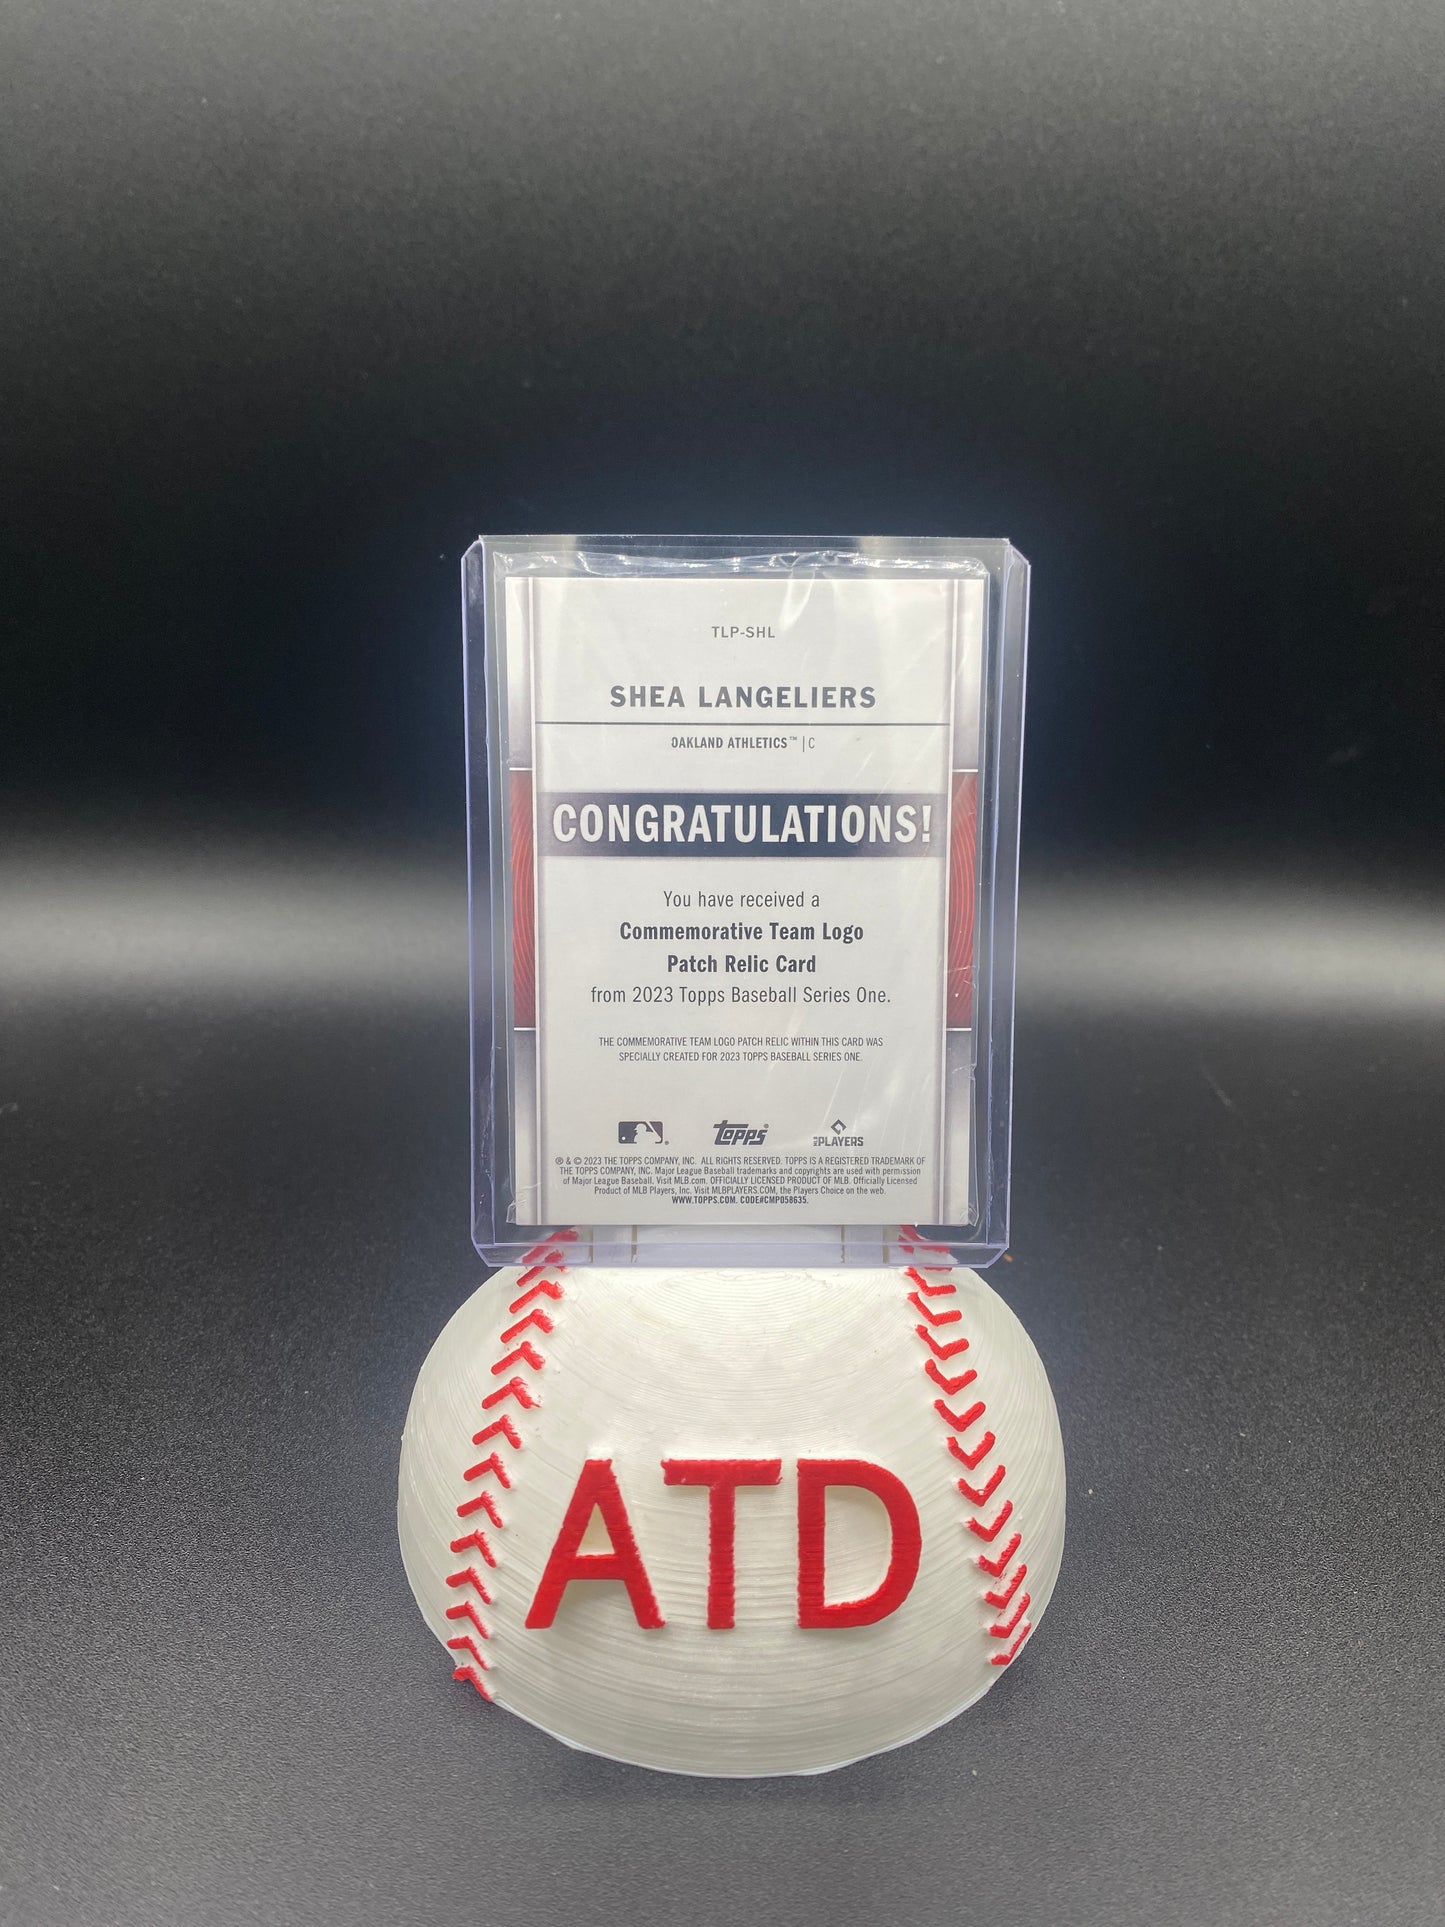 TLP-SHL
SHEA LANGELIERS
OAKLAND ATHLETICS™ | C
CONGRATULATIONS!
You have received a
Commemorative Team Logo
Patch Relic Card
from 2023 Topps Baseball Series One.
THE COMMEMORATIVE TEAM LOGO PATCH RELIC WITHIN THIS CARD WAS
SPECIALLY CREATED FOR 2023 TOPPS BASEBALL SERIES ONE.
topps® MLB PLAYERS
® & © 2023 THE TOPPS COMPANY, INC. ALL RIGHTS RESERVED. TOPPS IS A REGISTERED TRADEMARK OF
THE TOPPS COMPANY, INC. Major League Baseball trademarks and copyrights are used with permission
of Major League Baseball. Visit MLB.com. OFFICIALLY LICENSED PRODUCT OF MLB. Officially Licensed
Product of MLB Players, Inc. Visit MLBPLAYERS.COM, the Players Choice on the web.
WWW.TOPPS.COM. CODE#CMP058635.
ATD